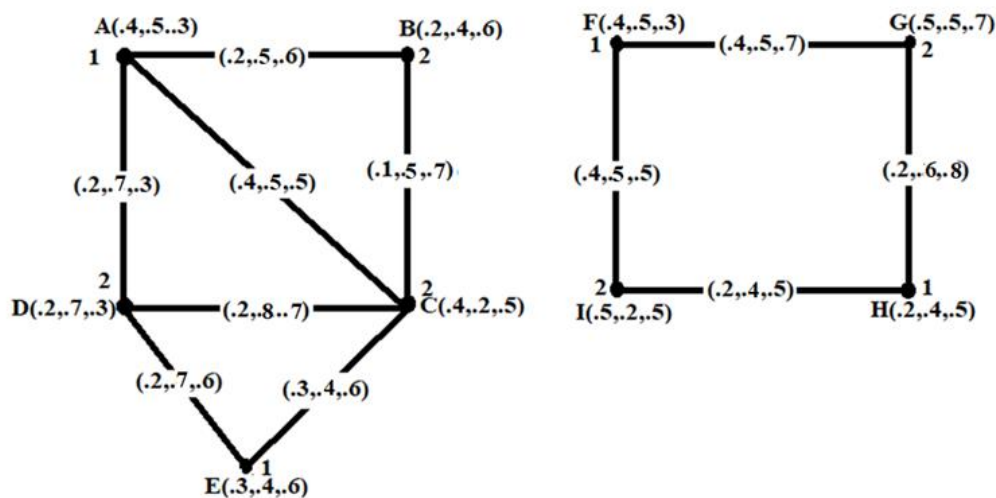 A(.4,.5..3)
B(.2,.4,.6)
1
(.2,.5,.6)
2
(.2,.7,.3)
(.4,.5,.5)
(.1,.5,.7)
2
2
D(.2,.7,.3)
(.2,.8..7)
C(.4,.2,.5)
(.2,.7,.6)
(.3,.4,.6)
1
E(.3,.4,.6)
F(.4,.5,.3)
G(.5,.5,.7)
1
(.4,.5,.7)
2
(.4,.5,.5)
(.2,.6,.8)
2
(.2,.4,.5)
1
I(.5,.2,.5)
H(.2,.4,.5)